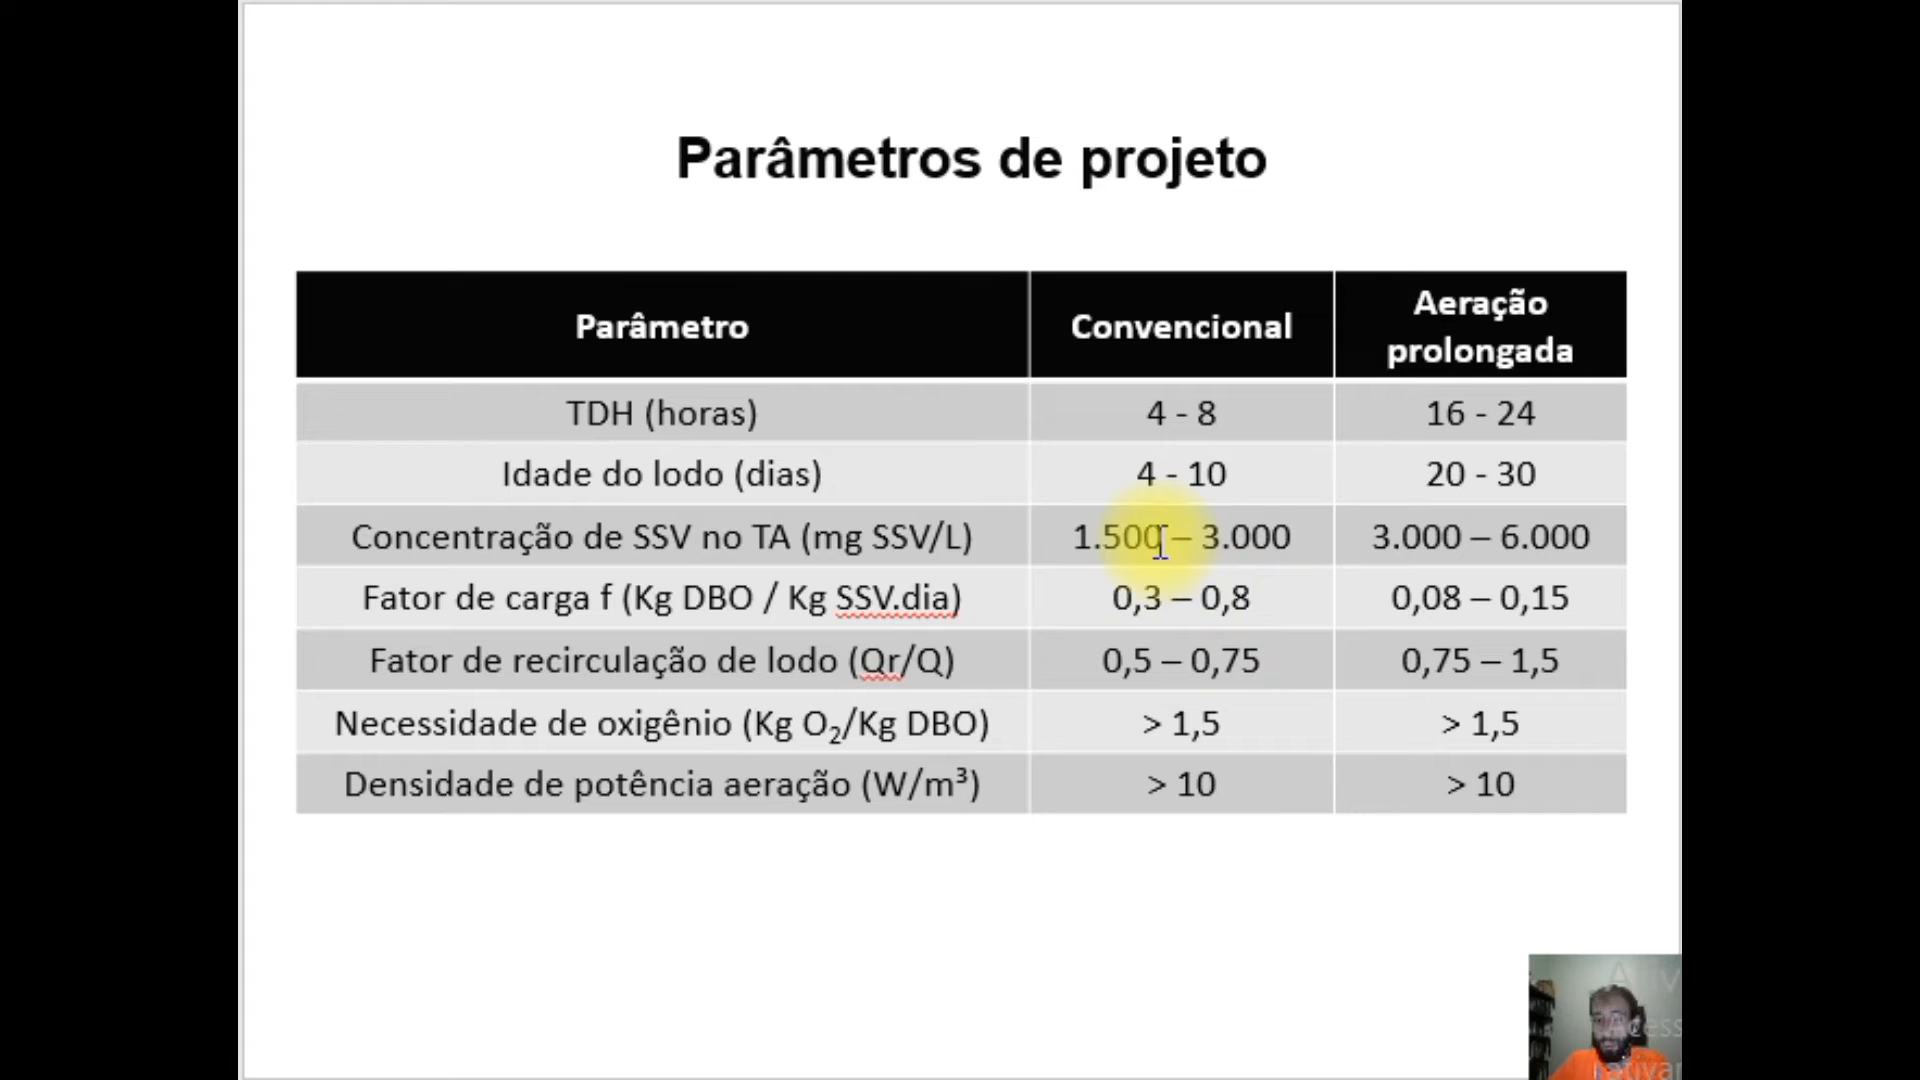 Parâmetros de projeto
Parâmetro Convencional Aeração prolongada
TDH (horas) 4 - 8 16 - 24
Idade do lodo (dias) 4 - 10 20 - 30
Concentração de SSV no TA (mg SSV/L) 1.500 – 3.000 3.000 – 6.000
Fator de carga f (Kg DBO / Kg SSV.dia) 0,3 – 0,8 0,08 – 0,15
Fator de recirculação de lodo (Qr/Q) 0,5 – 0,75 0,75 – 1,5
Necessidade de oxigênio (Kg O₂/Kg DBO) > 1,5 > 1,5
Densidade de potência aeração (W/m³) > 10 > 10